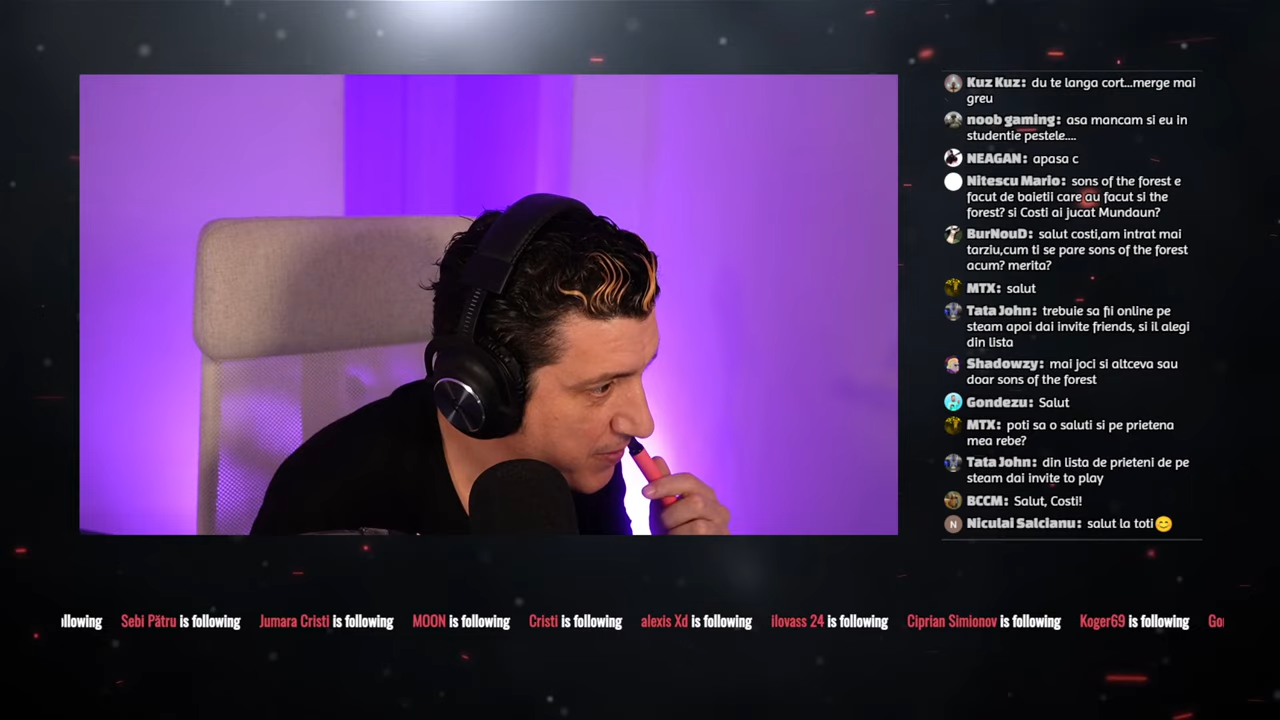 Kuz Kuz: du te langa cort...merge mai
greu
noob gaming: asa mancam si eu in
studentie pestele....
NEAGAN: apasa c
Nitescu Mario: sons of the forest e
facut de baietii care au facut si the
forest? si Costi ai jucat Mundaun?
BurNouD: salut costi,am intrat mai
tarziu,cum ti se pare sons of the forest
acum? merita?
MTX: salut
Tata John: trebuie sa fii online pe
steam apoi dai invite friends, si il alegi
din lista
Shadowzy: mai joci si altceva sau
doar sons of the forest
Gondezu: Salut
MTX: poti sa o saluti si pe prietena
mea rebe?
Tata John: din lista de prieteni de pe
steam dai invite to play
BCCM: Salut, Costi!
N Niculai Salcianu: salut la toti😊
llowing Sebi Pătru is following Jumara Cristi is following MOON is following Cristi is following alexis Xd is following ilovass 24 is following Ciprian Simionov is following Koger69 is following